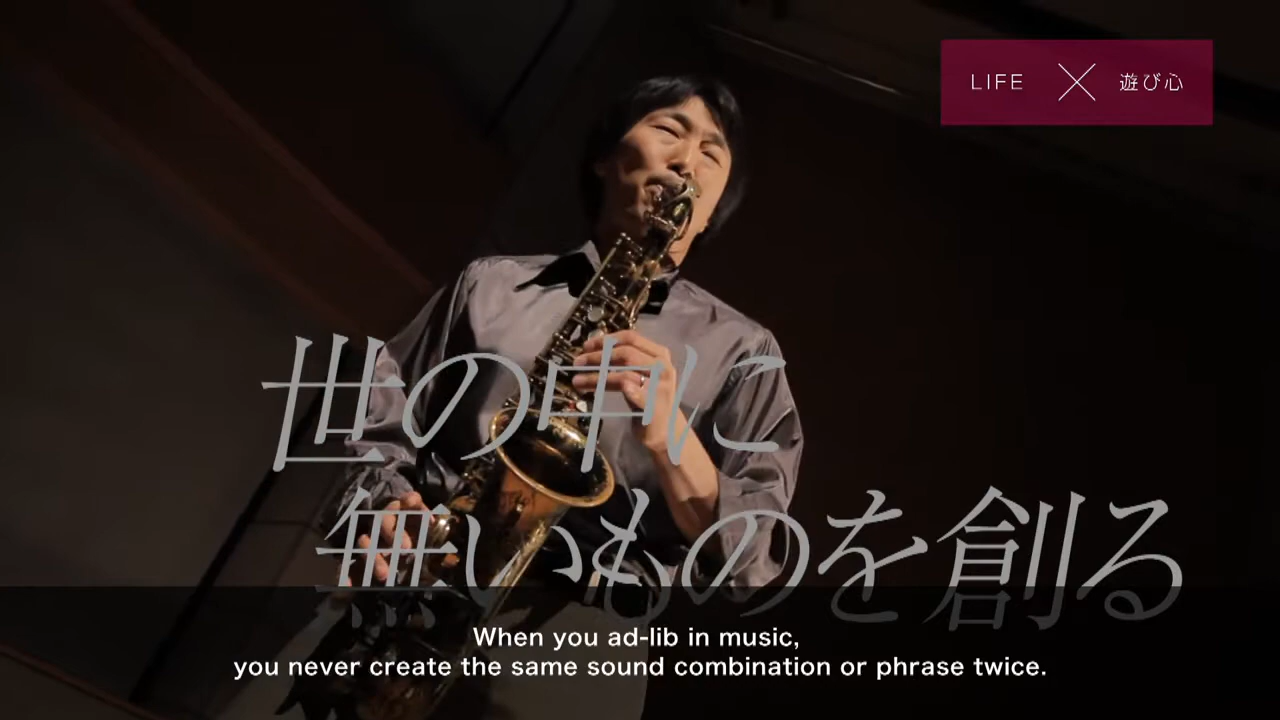 LIFE × 遊び心
世の中に
無いものを創る
When you ad-lib in music,
you never create the same sound combination or phrase twice.